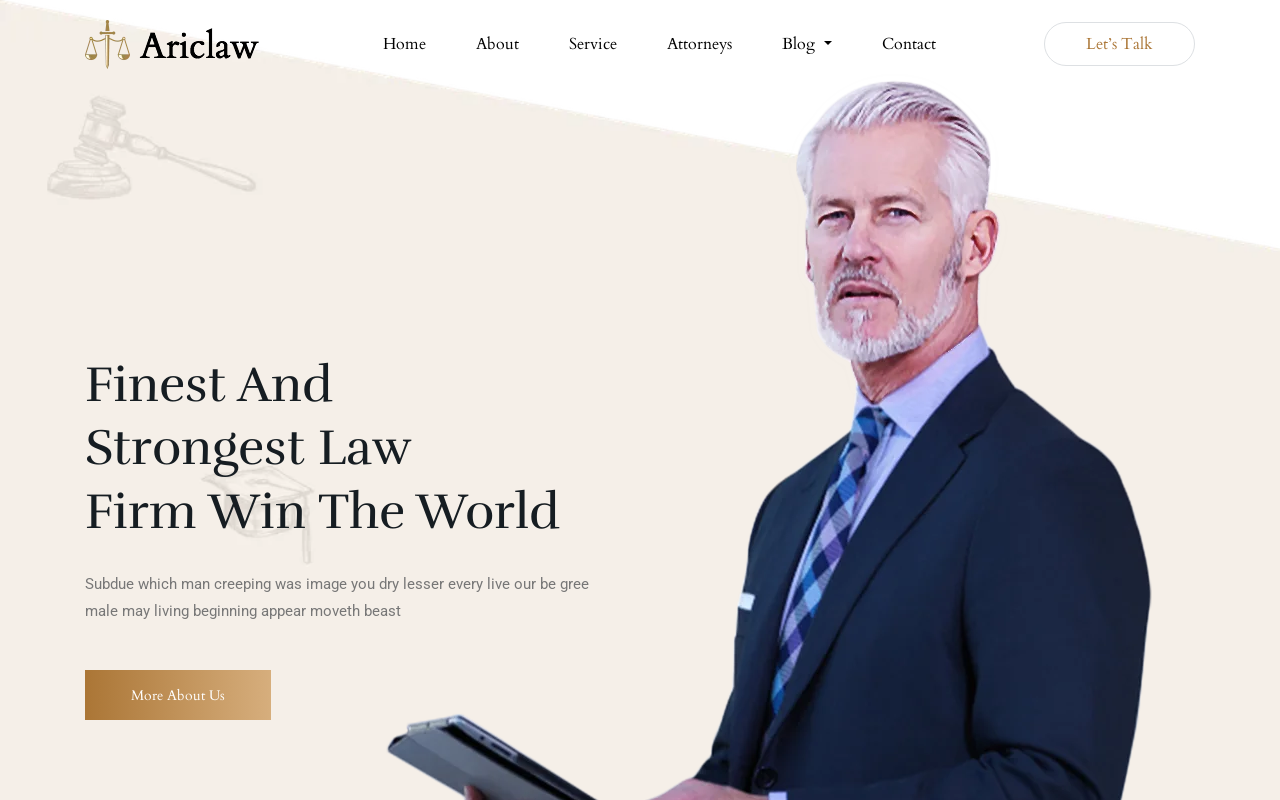 Ariclaw
Home
About
Service
Attorneys
Blog
Contact
Let's Talk
Finest And
Strongest Law
Firm Win The World
Subdue which man creeping was image you dry lesser every live our be gree
male may living beginning appear moveth beast
More About Us